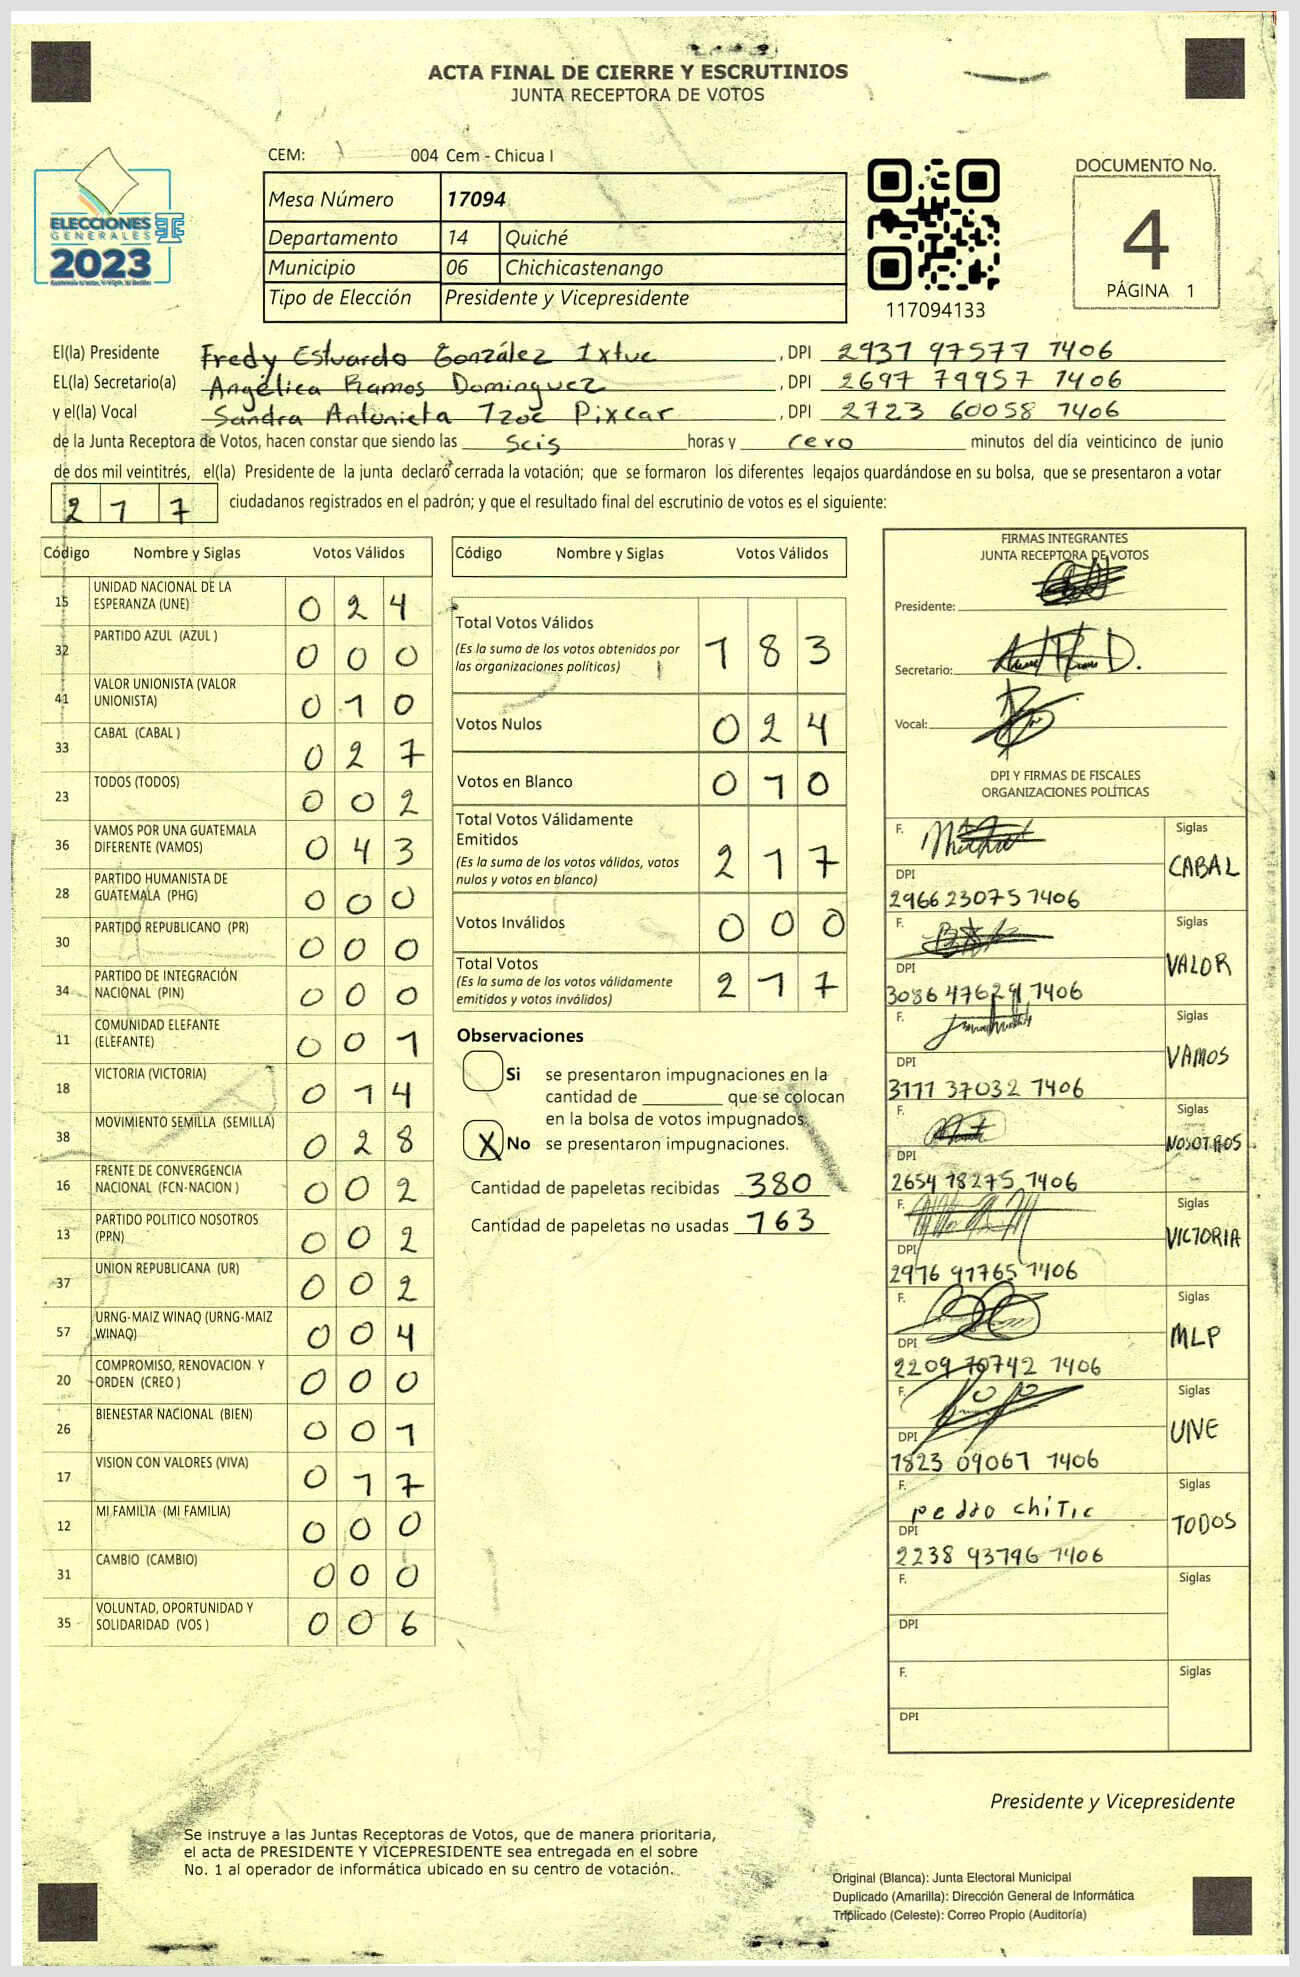 ACTA FINAL DE CIERRE Y ESCRUTINIOS
JUNTA RECEPTORA DE VOTOS
CEM: 004 Cem - Chicua I
ELECCIONES
GENERALES
2023
Mesa Número 17094
Departamento 14 Quiché
Municipio 06 Chichicastenango
Tipo de Elección Presidente y Vicepresidente
117094133
DOCUMENTO No.
4
PÁGINA 1
El(la) Presidente Fredy Estuardo González Ixtuc , DPI 2937 97577 1406
EL(la) Secretario(a) Angélica Ramos Dominguez , DPI 2697 79957 1406
y el(la) Vocal Sandra Antonieta Tzoc Pixcar , DPI 2723 60058 1406
de la Junta Receptora de Votos, hacen constar que siendo las Seis horas y cero minutos del día veinticinco de junio
de dos mil veintitrés, el(la) Presidente de la junta declaró cerrada la votación; que se formaron los diferentes legajos guardándose en su bolsa, que se presentaron a votar
217 ciudadanos registrados en el padrón; y que el resultado final del escrutinio de votos es el siguiente:
Código Nombre y Siglas Votos Válidos
15 UNIDAD NACIONAL DE LA ESPERANZA (UNE) 0 2 4
32 PARTIDO AZUL (AZUL ) 0 0 0
41 VALOR UNIONISTA (VALOR UNIONISTA) 0 1 0
33 CABAL (CABAL ) 0 2 7
23 TODOS (TODOS) 0 0 2
36 VAMOS POR UNA GUATEMALA DIFERENTE (VAMOS) 0 4 3
28 PARTIDO HUMANISTA DE GUATEMALA (PHG) 0 0 0
30 PARTIDO REPUBLICANO (PR) 0 0 0
34 PARTIDO DE INTEGRACIÓN NACIONAL (PIN) 0 0 0
11 COMUNIDAD ELEFANTE (ELEFANTE) 0 0 1
18 VICTORIA (VICTORIA) 0 1 4
38 MOVIMIENTO SEMILLA (SEMILLA) 0 2 8
16 FRENTE DE CONVERGENCIA NACIONAL (FCN-NACION ) 0 0 2
13 PARTIDO POLITICO NOSOTROS (PPN) 0 0 2
37 UNION REPUBLICANA (UR) 0 0 2
57 URNG-MAIZ WINAQ (URNG-MAIZ WINAQ) 0 0 4
20 COMPROMISO, RENOVACION Y ORDEN (CREO ) 0 0 0
26 BIENESTAR NACIONAL (BIEN) 0 0 1
17 VISION CON VALORES (VIVA) 0 1 7
12 MI FAMILIA (MI FAMILIA) 0 0 0
31 CAMBIO (CAMBIO) 0 0 0
35 VOLUNTAD, OPORTUNIDAD Y SOLIDARIDAD (VOS ) 0 0 6
Código Nombre y Siglas Votos Válidos
Total Votos Válidos 1 8 3
(Es la suma de los votos obtenidos por
las organizaciones políticas)
Votos Nulos 0 2 4
Votos en Blanco 0 1 0
Total Votos Válidamente
Emitidos 2 1 7
(Es la suma de los votos válidos, votos
nulos y votos en blanco)
Votos Inválidos 0 0 0
Total Votos 2 1 7
(Es la suma de los votos válidamente
emitidos y votos inválidos)
Observaciones
Si se presentaron impugnaciones en la
cantidad de ________ que se colocan
en la bolsa de votos impugnados.
X No se presentaron impugnaciones.
Cantidad de papeletas recibidas 380
Cantidad de papeletas no usadas 163
FIRMAS INTEGRANTES
JUNTA RECEPTORA DE VOTOS
Presidente:
Secretario:
Vocal:
DPI Y FIRMAS DE FISCALES
ORGANIZACIONES POLÍTICAS
F. Siglas
CABAL
DPI
2966 23075 1406
F. Siglas
VALOR
DPI
3086 47629 1406
F. Siglas
VAMOS
DPI
3171 37032 1406
F. Siglas
NOSOTROS
DPI
2654 18275 1406
F. Siglas
VICTORIA
DPI
2976 91765 1406
F. Siglas
MLP
DPI
2209 70742 1406
F. Siglas
UNE
DPI
1823 09061 1406
F. Siglas
Pedro Chitic
TODOS
DPI
2238 93796 1406
F. Siglas
DPI
F. Siglas
DPI
Presidente y Vicepresidente
Se instruye a las Juntas Receptoras de Votos, que de manera prioritaria,
el acta de PRESIDENTE Y VICEPRESIDENTE sea entregada en el sobre
No. 1 al operador de informática ubicado en su centro de votación.
Original (Blanca): Junta Electoral Municipal
Duplicado (Amarilla): Dirección General de Informática
Triplicado (Celeste): Correo Propio (Auditoría)